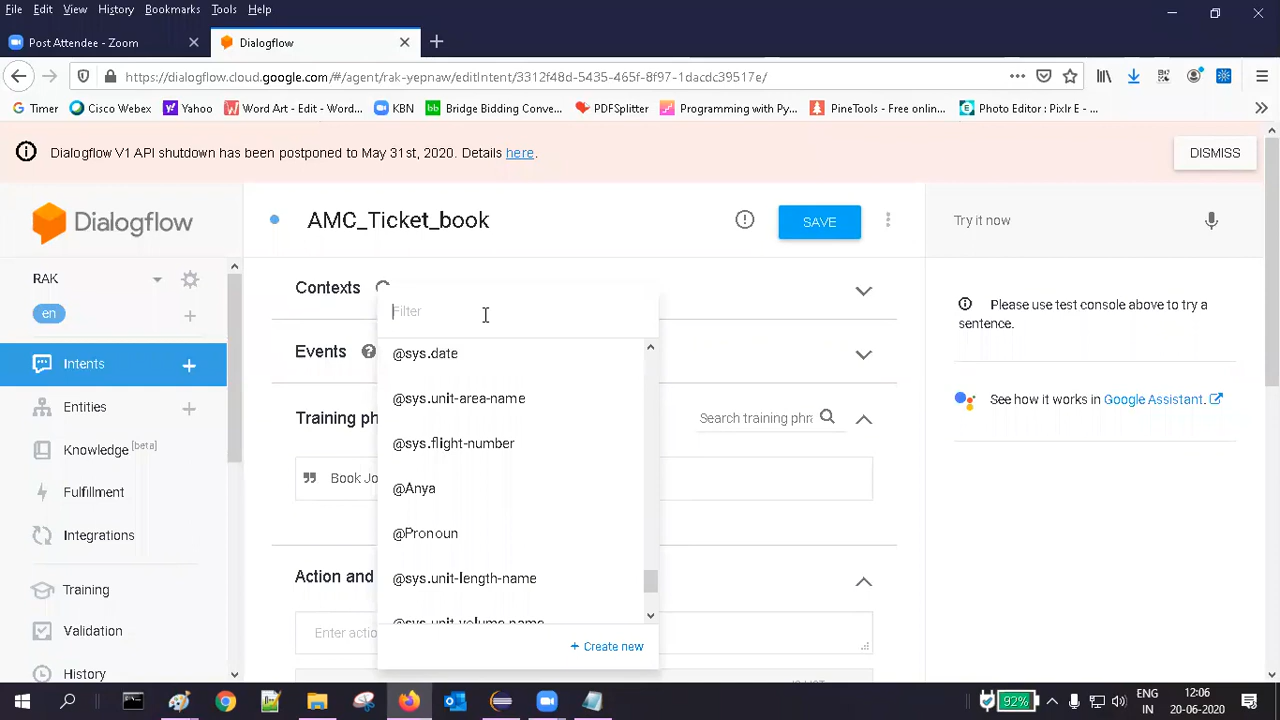 File Edit View History Bookmarks Tools Help
Post Attendee - Zoom
Dialogflow
https://dialogflow.cloud.google.com/#/agent/rak-yepnaw/editIntent/3312f48d-5435-465f-8f97-1dacdc39517e/
Timer Cisco Webex Yahoo Word Art - Edit - Word... KBN Bridge Bidding Conve... PDFSplitter Programming with Py... PineTools - Free onlin... Photo Editor : Pixlr E - ...
Dialogflow V1 API shutdown has been postponed to May 31st, 2020. Details here.
DISMISS
Dialogflow
AMC_Ticket_book
SAVE
Try it now
RAK
en
Contexts
Filter
Please use test console above to try a
sentence.
Events
@sys.date
Intents
@sys.unit-area-name
See how it works in Google Assistant.
Entities
Training ph
Search training phr
@sys.flight-number
Knowledge [beta]
Book Jo
@Anya
Fulfillment
@Pronoun
Integrations
Action and
@sys.unit-length-name
Training
@sys.unit-volume-name
Enter actio
Validation
+ Create new
History
92%
ENG
IN
12:06
20-06-2020